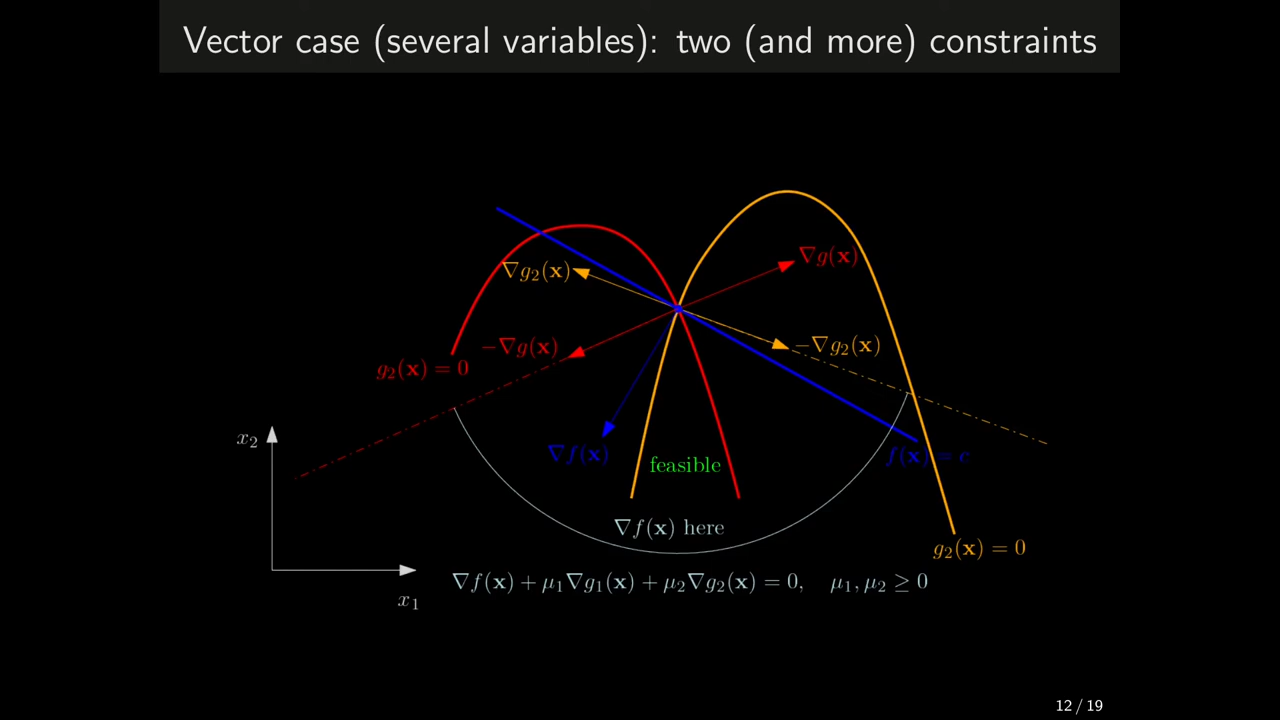 Vector case (several variables): two (and more) constraints
∇g(x)
∇g₂(x)
−∇g(x)
−∇g₂(x)
g₂(x) = 0
x₂
∇f(x)
feasible
f(x) = c
∇f(x) here
g₂(x) = 0
∇f(x) + μ₁∇g₁(x) + μ₂∇g₂(x) = 0, μ₁, μ₂ ≥ 0
x₁
12 / 19